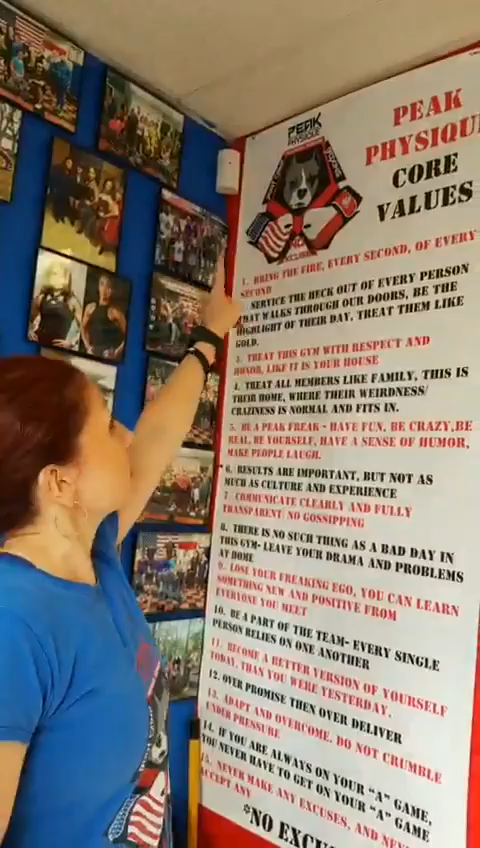 PEAK
PHYSIQUE
PEAK
PHYSIQU
CORE
VALUES
1. BRING THE FIRE, EVERY SECOND, OF EVERY
SECOND
2. SERVICE THE HECK OUT OF EVERY PERSON
THAT WALKS THROUGH OUR DOORS, BE THE
HIGHLIGHT OF THEIR DAY, TREAT THEM LIKE
GOLD.
3. TREAT THIS GYM WITH RESPECT AND
HONOR, LIKE IT IS YOUR HOUSE
4. TREAT ALL MEMBERS LIKE FAMILY, THIS IS
THEIR HOME, WHERE THEIR WEIRDNESS/
CRAZINESS IS NORMAL AND FITS IN.
5. BE A PEAK FREAK - HAVE FUN, BE CRAZY,BE
REAL, BE YOURSELF, HAVE A SENSE OF HUMOR,
MAKE PEOPLE LAUGH.
6. RESULTS ARE IMPORTANT, BUT NOT AS
MUCH AS CULTURE AND EXPERIENCE
7. COMMUNICATE CLEARLY AND FULLY
TRANSPARENT/ NO GOSSIPPING
8. THERE IS NO SUCH THING AS A BAD DAY IN
THIS GYM- LEAVE YOUR DRAMA AND PROBLEMS
AT HOME
9. LOSE YOUR FREAKING EGO, YOU CAN LEARN
SOMETHING NEW AND POSITIVE FROM
EVERYONE YOU MEET
10. BE A PART OF THE TEAM- EVERY SINGLE
PERSON RELIES ON ONE ANOTHER
11. BECOME A BETTER VERSION OF YOURSELF
TODAY, THAN YOU WERE YESTERDAY.
12. OVER PROMISE THEN OVER DELIVER
13. ADAPT AND OVERCOME. DO NOT CRUMBLE
UNDER PRESSURE
14. IF YOU ARE ALWAYS ON YOUR "A" GAME,
YOU NEVER HAVE TO GET ON YOUR "A" GAME
15. NEVER MAKE ANY EXCUSES, AND NEVE
ACCEPT ANY
*NO EXCUS